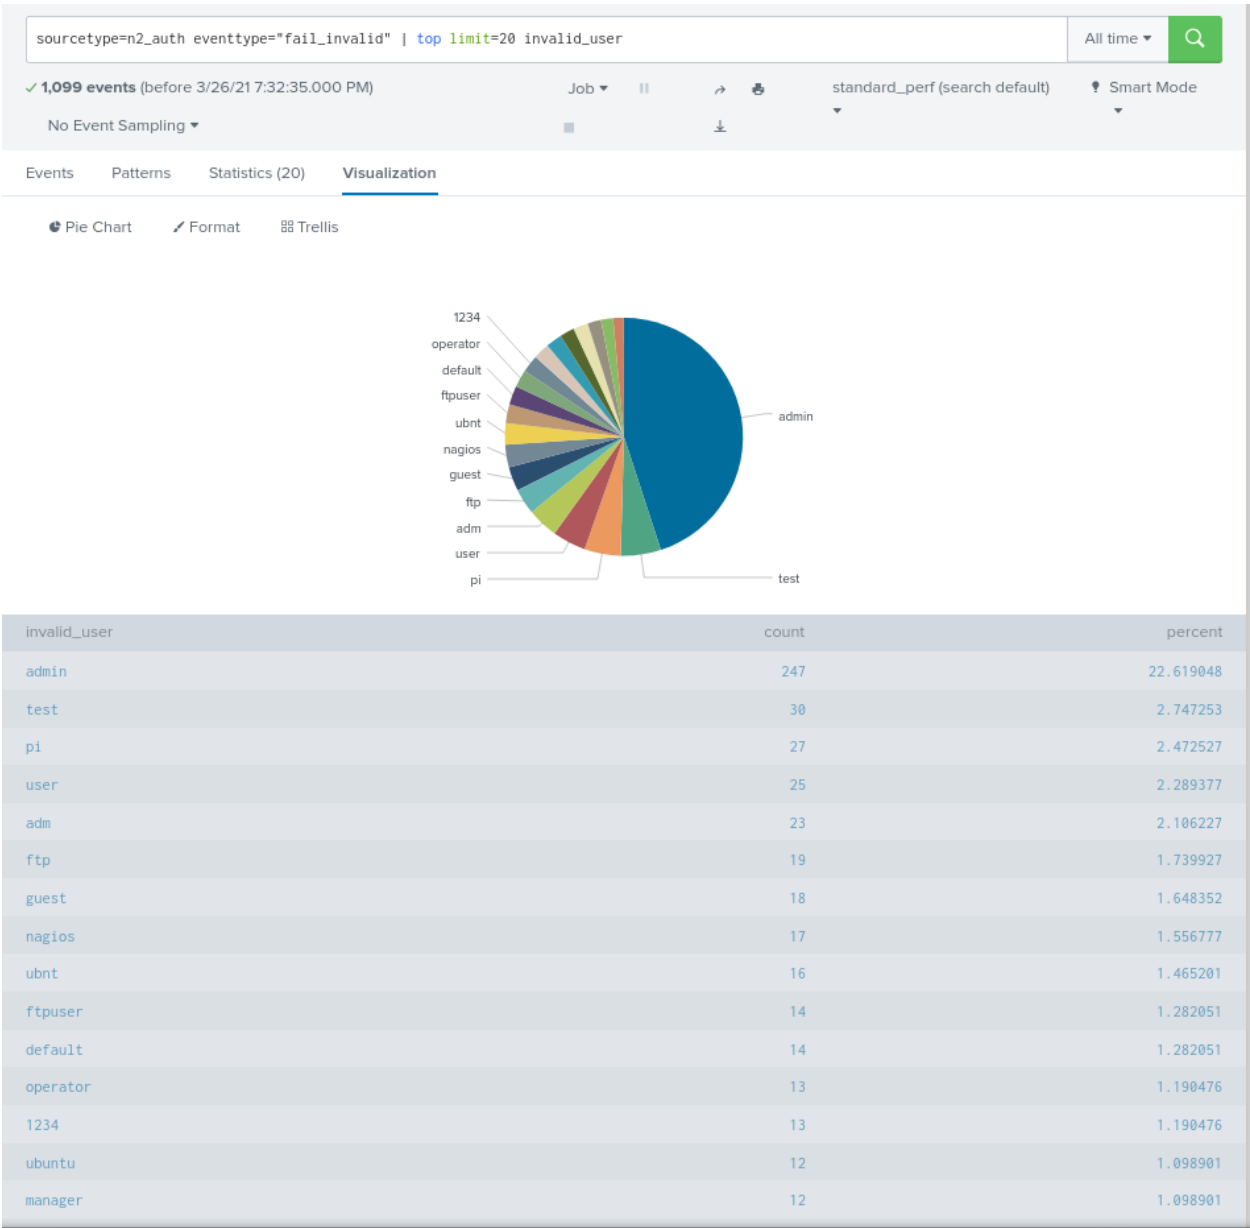 sourcetype=n2_auth eventtype="fail_invalid" | top limit=20 invalid_user
All time
1,099 events (before 3/26/21 7:32:35.000 PM)
Job
standard_perf (search default)
Smart Mode
No Event Sampling
Events Patterns Statistics (20) Visualization
Pie Chart Format Trellis
1234
operator
default
ftpuser
ubnt
nagios
guest
ftp
adm
user
pi
admin
test
invalid_user count percent
admin 247 22.619048
test 30 2.747253
pi 27 2.472527
user 25 2.289377
adm 23 2.106227
ftp 19 1.739927
guest 18 1.648352
nagios 17 1.556777
ubnt 16 1.465201
ftpuser 14 1.282051
default 14 1.282051
operator 13 1.190476
1234 13 1.190476
ubuntu 12 1.098901
manager 12 1.098901